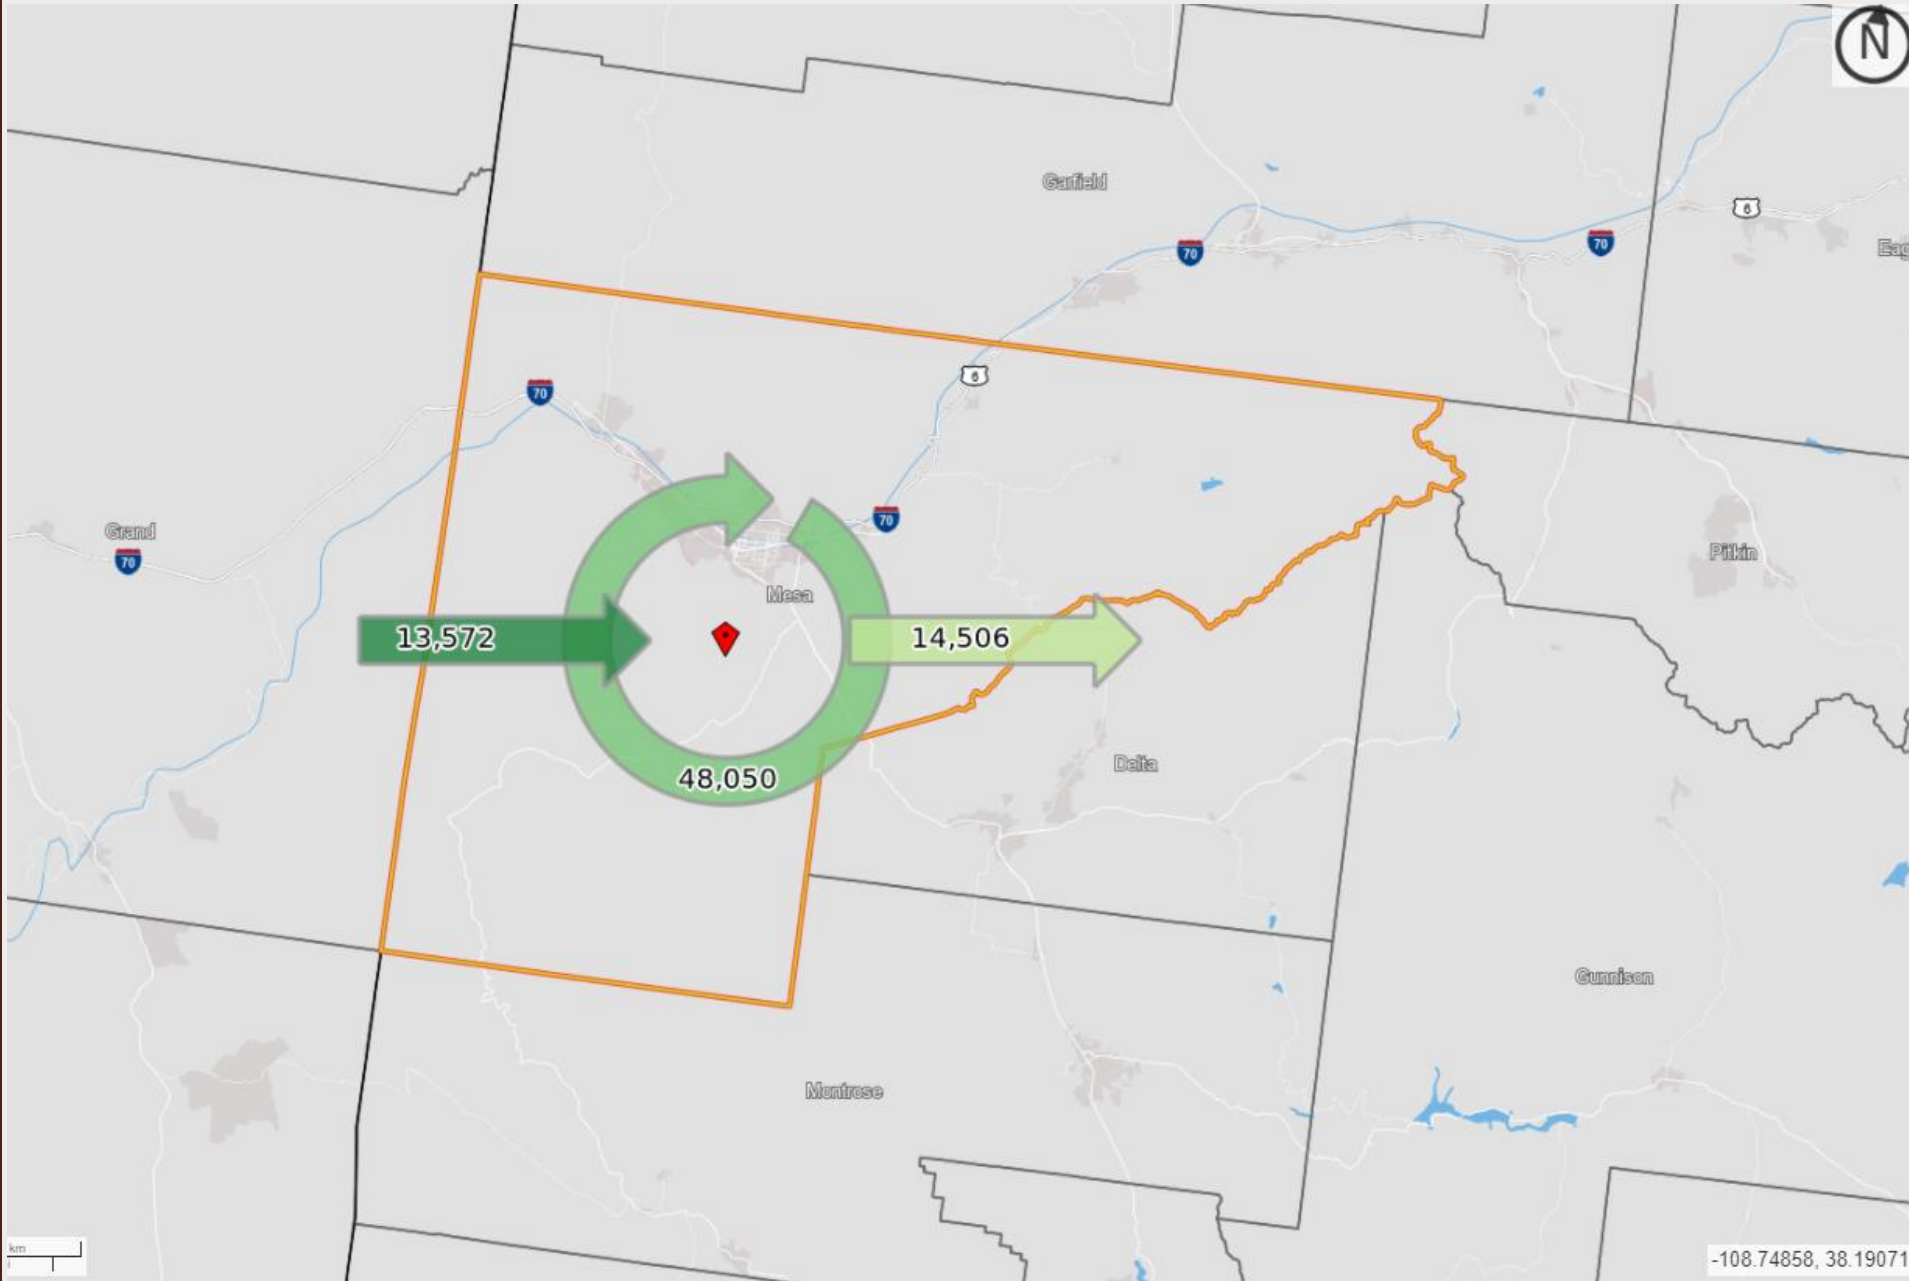 N
Garfield
6
Eag
70
70
6
70
70
Grand
70
Mesa
Pitkin
13,572
14,506
48,050
Delta
Gunnison
Montrose
km
-108.74858, 38.19071